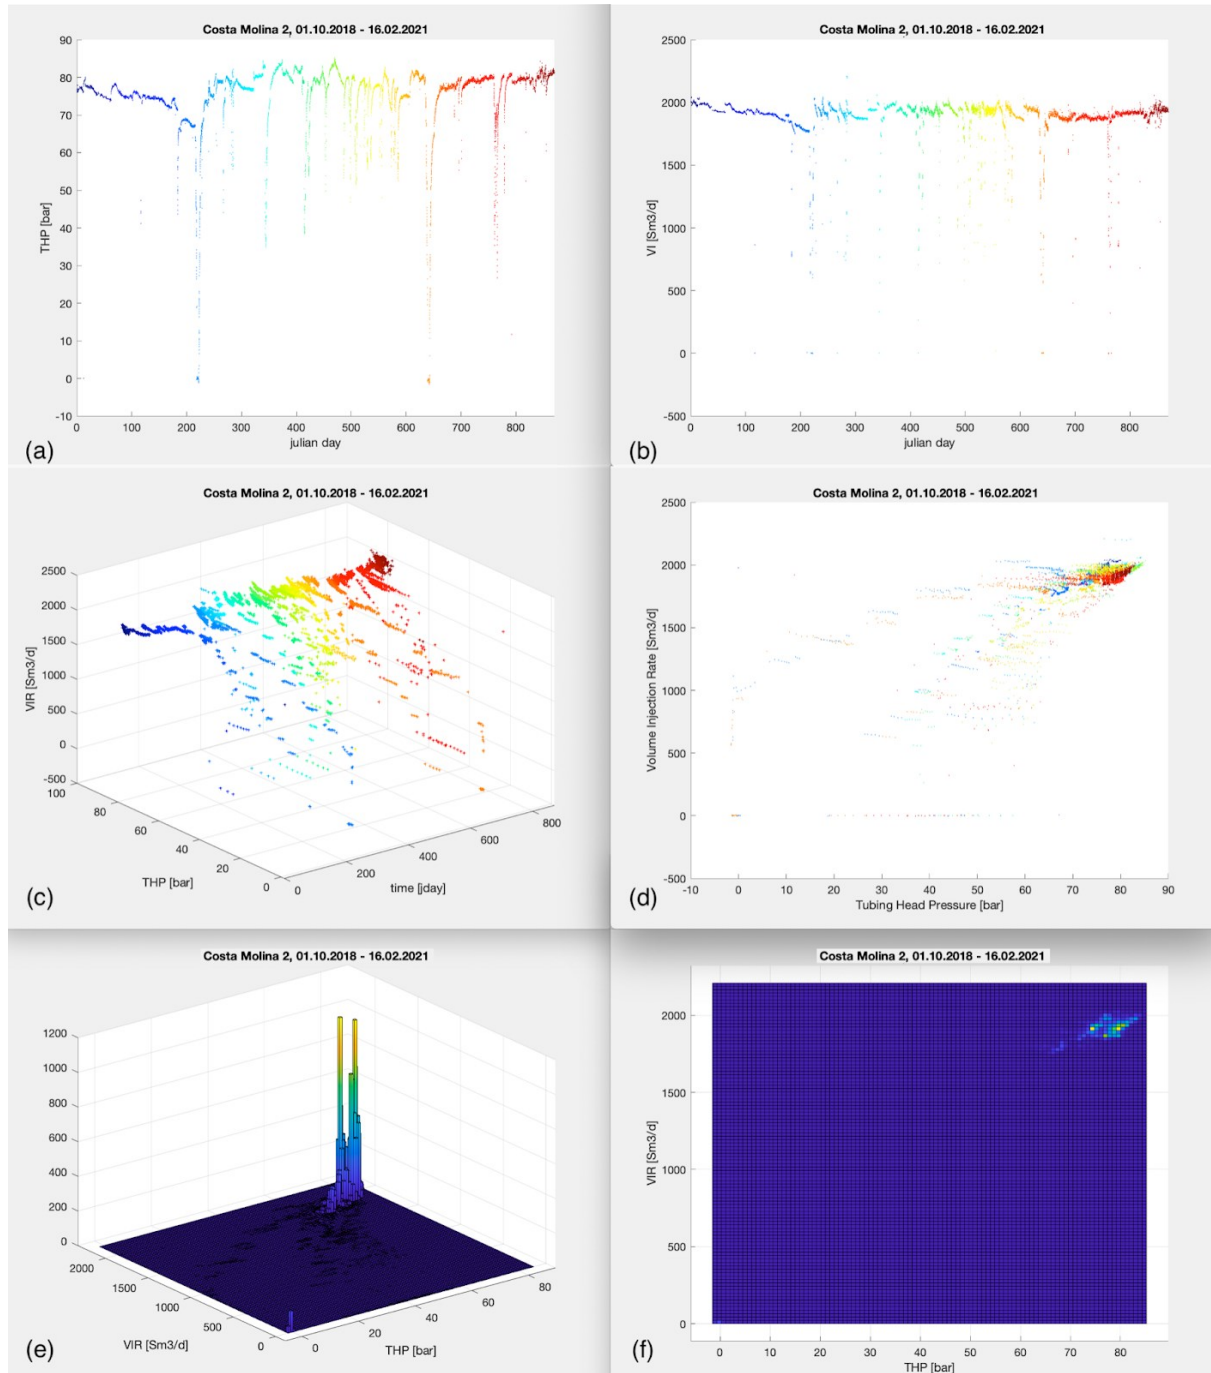 Costa Molina 2, 01.10.2018 - 16.02.2021
90
80
70
60
50
40
30
20
10
0
-10
THP [bar]
0 100 200 300 400 500 600 700 800
julian day
(a)
Costa Molina 2, 01.10.2018 - 16.02.2021
2500
2000
1500
1000
500
0
-500
VI [Sm3/d]
0 100 200 300 400 500 600 700 800
julian day
(b)
Costa Molina 2, 01.10.2018 - 16.02.2021
2500
2000
1500
1000
500
0
-500
VIR [Sm3/d]
100
80
60
40
20
0
THP [bar]
0
200
400
600
800
time [jday]
(c)
Costa Molina 2, 01.10.2018 - 16.02.2021
2500
2000
1500
1000
500
0
-500
Volume Injection Rate [Sm3/d]
-10 0 10 20 30 40 50 60 70 80 90
Tubing Head Pressure [bar]
(d)
Costa Molina 2, 01.10.2018 - 16.02.2021
1200
1000
800
600
400
200
0
2000
1500
1000
500
0
VIR [Sm3/d]
0
20
40
60
80
THP [bar]
(e)
Costa Molina 2, 01.10.2018 - 16.02.2021
2000
1500
1000
500
0
VIR [Sm3/d]
0 10 20 30 40 50 60 70 80
THP [bar]
(f)